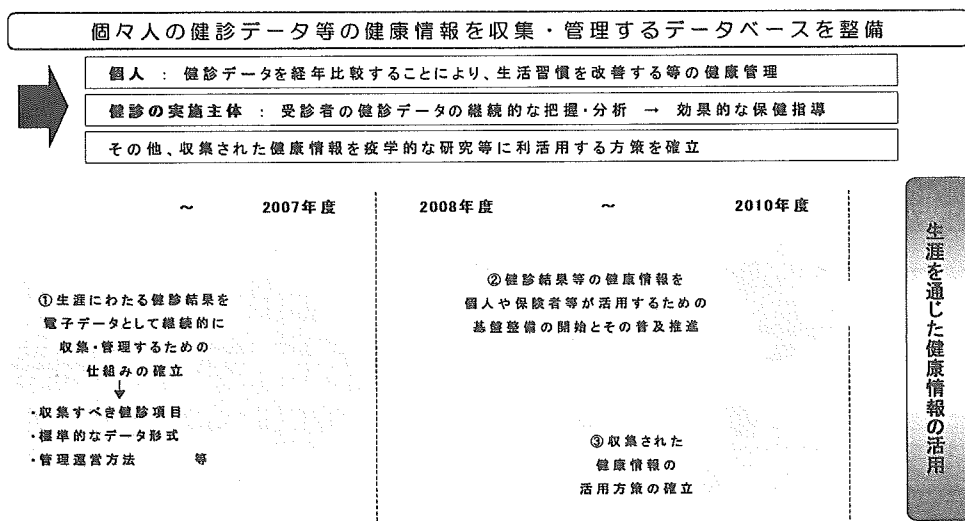 個々人の健診データ等の健康情報を収集・管理するデータベースを整備
個人 : 健診データを経年比較することにより、生活習慣を改善する等の健康管理
健診の実施主体 : 受診者の健診データの継続的な把握・分析 → 効果的な保健指導
その他、収集された健康情報を疫学的な研究等に利活用する方策を確立
～ 2007年度
2008年度 ～ 2010年度
①生涯にわたる健診結果を
電子データとして継続的に
収集・管理するための
仕組みの確立
・収集すべき健診項目
・標準的なデータ形式
・管理運営方法 等
②健診結果等の健康情報を
個人や保険者等が活用するための
基盤整備の開始とその普及推進
③収集された
健康情報の
活用方策の確立
生涯を通じた健康情報の活用